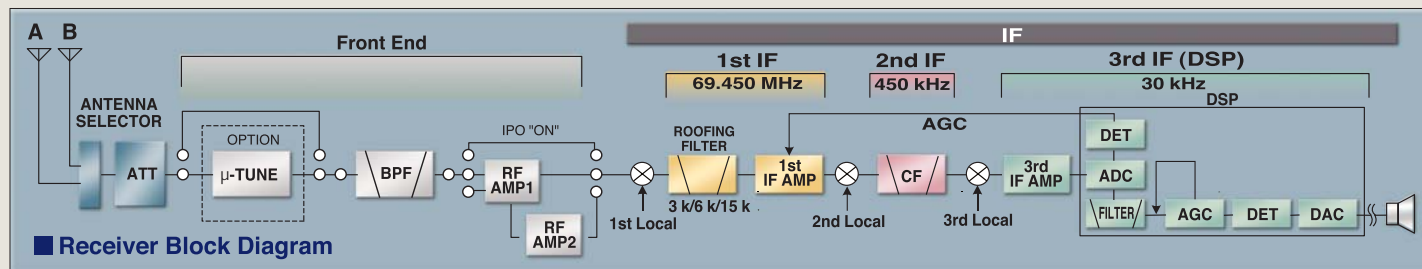 A B
Front End
IF
1st IF
69.450 MHz
2nd IF
450 kHz
3rd IF (DSP)
30 kHz
DSP
ANTENNA
SELECTOR
ATT
OPTION
µ-TUNE
BPF
IPO "ON"
RF
AMP1
RF
AMP2
1st Local
ROOFING
FILTER
3 k/6 k/15 k
AGC
1st
IF AMP
2nd Local
CF
3rd Local
3rd
IF AMP
DET
ADC
FILTER
AGC
DET
DAC
Receiver Block Diagram